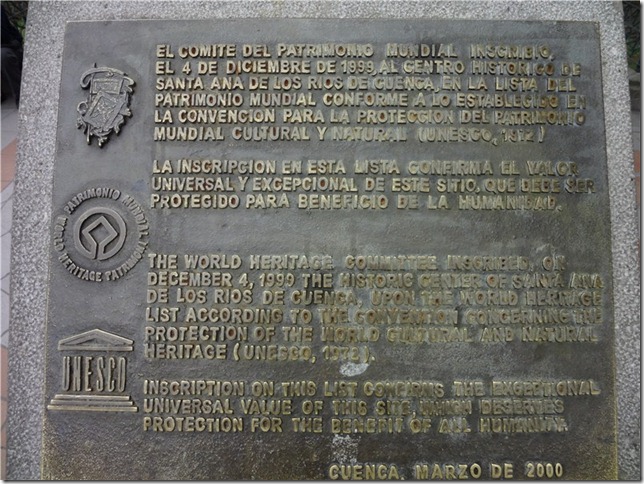 EL COMITE DEL PATRIMONIO MUNDIAL INSCRIBIO,
EL 4 DE DICIEMBRE DE 1999, AL CENTRO HISTORICO DE
SANTA ANA DE LOS RIOS DE CUENCA, EN LA LISTA DEL
PATRIMONIO MUNDIAL CONFORME A LO ESTABLECIDO EN
LA CONVENCION PARA LA PROTECCION DEL PATRIMONIO
MUNDIAL CULTURAL Y NATURAL (UNESCO, 1972)
LA INSCRIPCION EN ESTA LISTA CONFIRMA EL VALOR
UNIVERSAL Y EXCEPCIONAL DE ESTE SITIO, QUE DEBE SER
PROTEGIDO PARA BENEFICIO DE LA HUMANIDAD.
PATRIMONIO MUNDIAL
WORLD HERITAGE
PATRIMOINE
THE WORLD HERITAGE COMMITTEE INSCRIBED, ON
DECEMBER 4, 1999 THE HISTORIC CENTER OF SANTA ANA
DE LOS RIOS DE CUENCA, UPON THE WORLD HERITAGE
LIST ACCORDING TO THE CONVENTION CONCERNING THE
PROTECTION OF THE WORLD CULTURAL AND NATURAL
HERITAGE (UNESCO, 1972).
UNESCO
INSCRIPTION ON THIS LIST CONFIRMS THE EXCEPTIONAL
UNIVERSAL VALUE OF THIS SITE, WHICH DESERVES
PROTECTION FOR THE BENEFIT OF ALL HUMANITY.
CUENCA, MARZO DE 2000